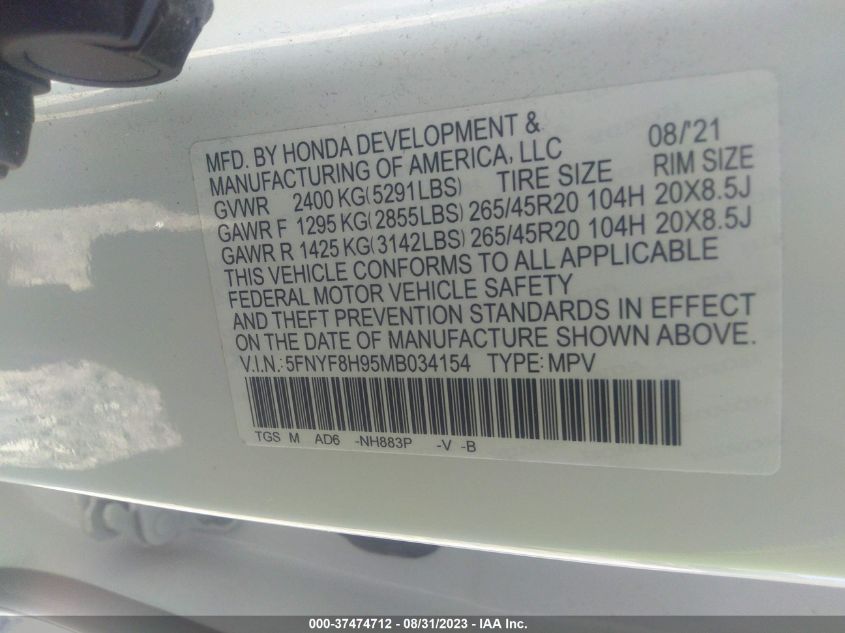 MFD. BY HONDA DEVELOPMENT & 08/'21
MANUFACTURING OF AMERICA, LLC
GVWR 2400 KG(5291LBS) TIRE SIZE RIM SIZE
GAWR F 1295 KG(2855LBS) 265/45R20 104H 20X8.5J
GAWR R 1425 KG(3142LBS) 265/45R20 104H 20X8.5J
THIS VEHICLE CONFORMS TO ALL APPLICABLE
FEDERAL MOTOR VEHICLE SAFETY
AND THEFT PREVENTION STANDARDS IN EFFECT
ON THE DATE OF MANUFACTURE SHOWN ABOVE.
V.I.N.: 5FNYF8H95MB034154 TYPE: MPV
TGS M AD6 -NH883P -V -B
000-37474712 - 08/31/2023 - IAA Inc.